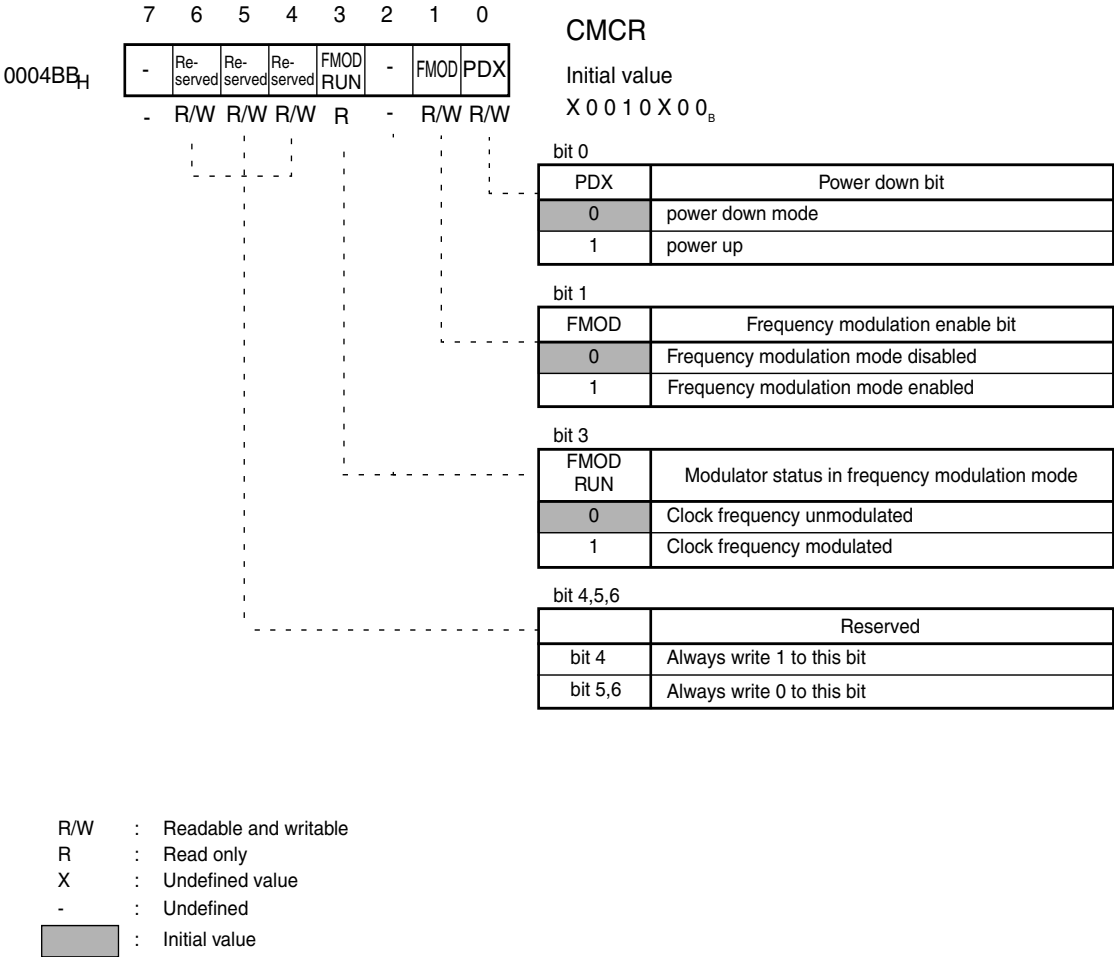 7 6 5 4 3 2 1 0
CMCR
0004BBH
- Re-served Re-served Re-served FMOD RUN - FMOD PDX
Initial value
- R/W R/W R/W R - R/W R/W
X 0 0 1 0 X 0 0B
bit 0
PDX Power down bit
0 power down mode
1 power up
bit 1
FMOD Frequency modulation enable bit
0 Frequency modulation mode disabled
1 Frequency modulation mode enabled
bit 3
FMOD RUN Modulator status in frequency modulation mode
0 Clock frequency unmodulated
1 Clock frequency modulated
bit 4,5,6
Reserved
bit 4 Always write 1 to this bit
bit 5,6 Always write 0 to this bit
R/W : Readable and writable
R : Read only
X : Undefined value
- : Undefined
: Initial value